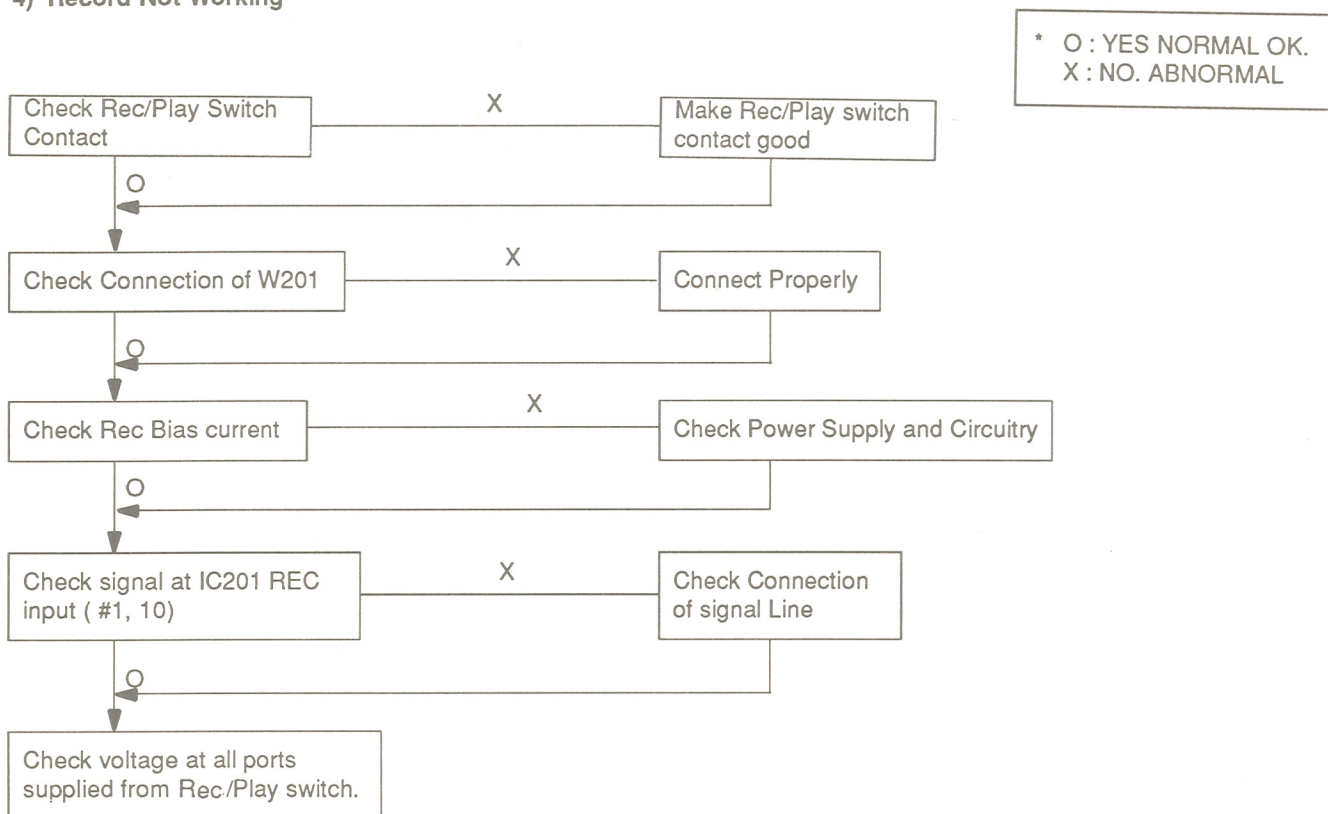 4) Record Not Working
* O : YES NORMAL OK.
X : NO. ABNORMAL
Check Rec/Play Switch
Contact
X
Make Rec/Play switch
contact good
O
Check Connection of W201
X
Connect Properly
O
Check Rec Bias current
X
Check Power Supply and Circuitry
O
Check signal at IC201 REC
input ( #1, 10)
X
Check Connection
of signal Line
O
Check voltage at all ports
supplied from Rec/Play switch.